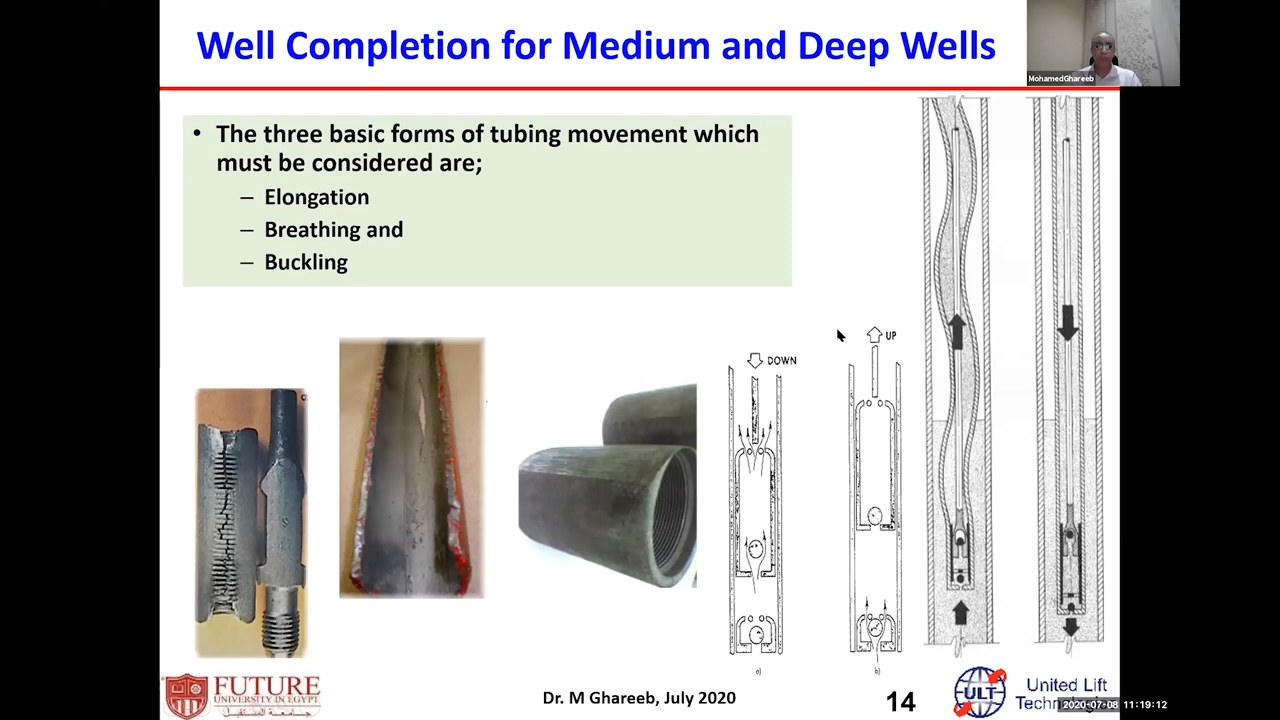 Well Completion for Medium and Deep Wells
MohamedGhareeb
• The three basic forms of tubing movement which
must be considered are;
– Elongation
– Breathing and
– Buckling
DOWN
UP
a)
b)
FUTURE
UNIVERSITY IN EGYPT
جامعة المستقبل
Dr. M Ghareeb, July 2020
14
ULT
United Lift
2020-07-08 11:19:12